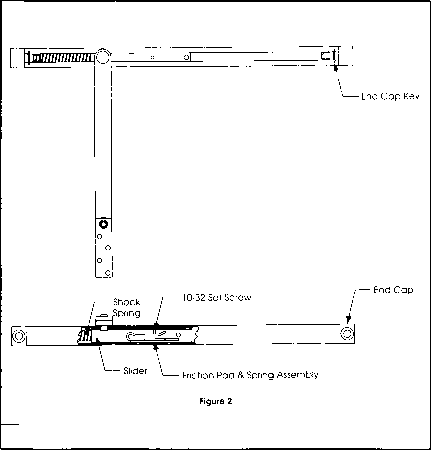 End Cap Key
Shock
Spring
10-32 Set Screw
End Cap
Slider
Friction Pad & Spring Assembly
Figure 2